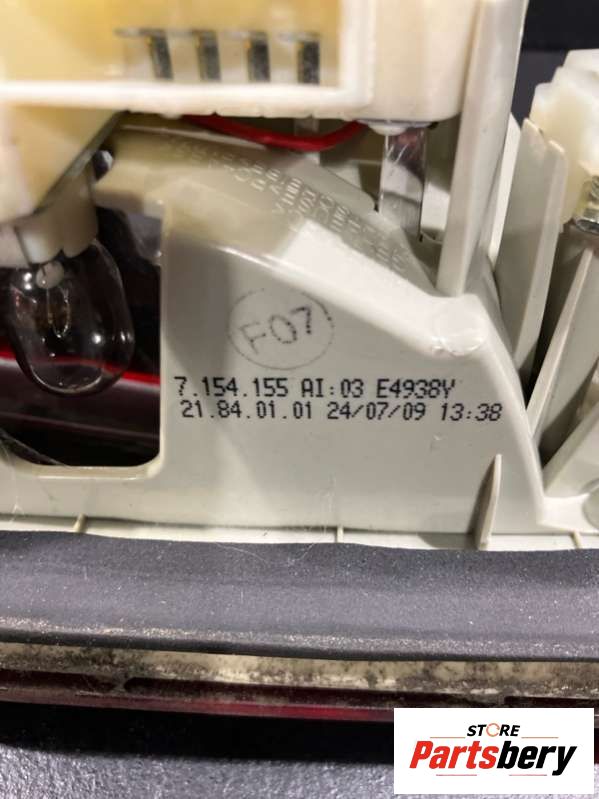 F07
7.154.155 AI:03 E4938Y
21.84.01.01 24/07/09 13:38
STORE
Partsbery